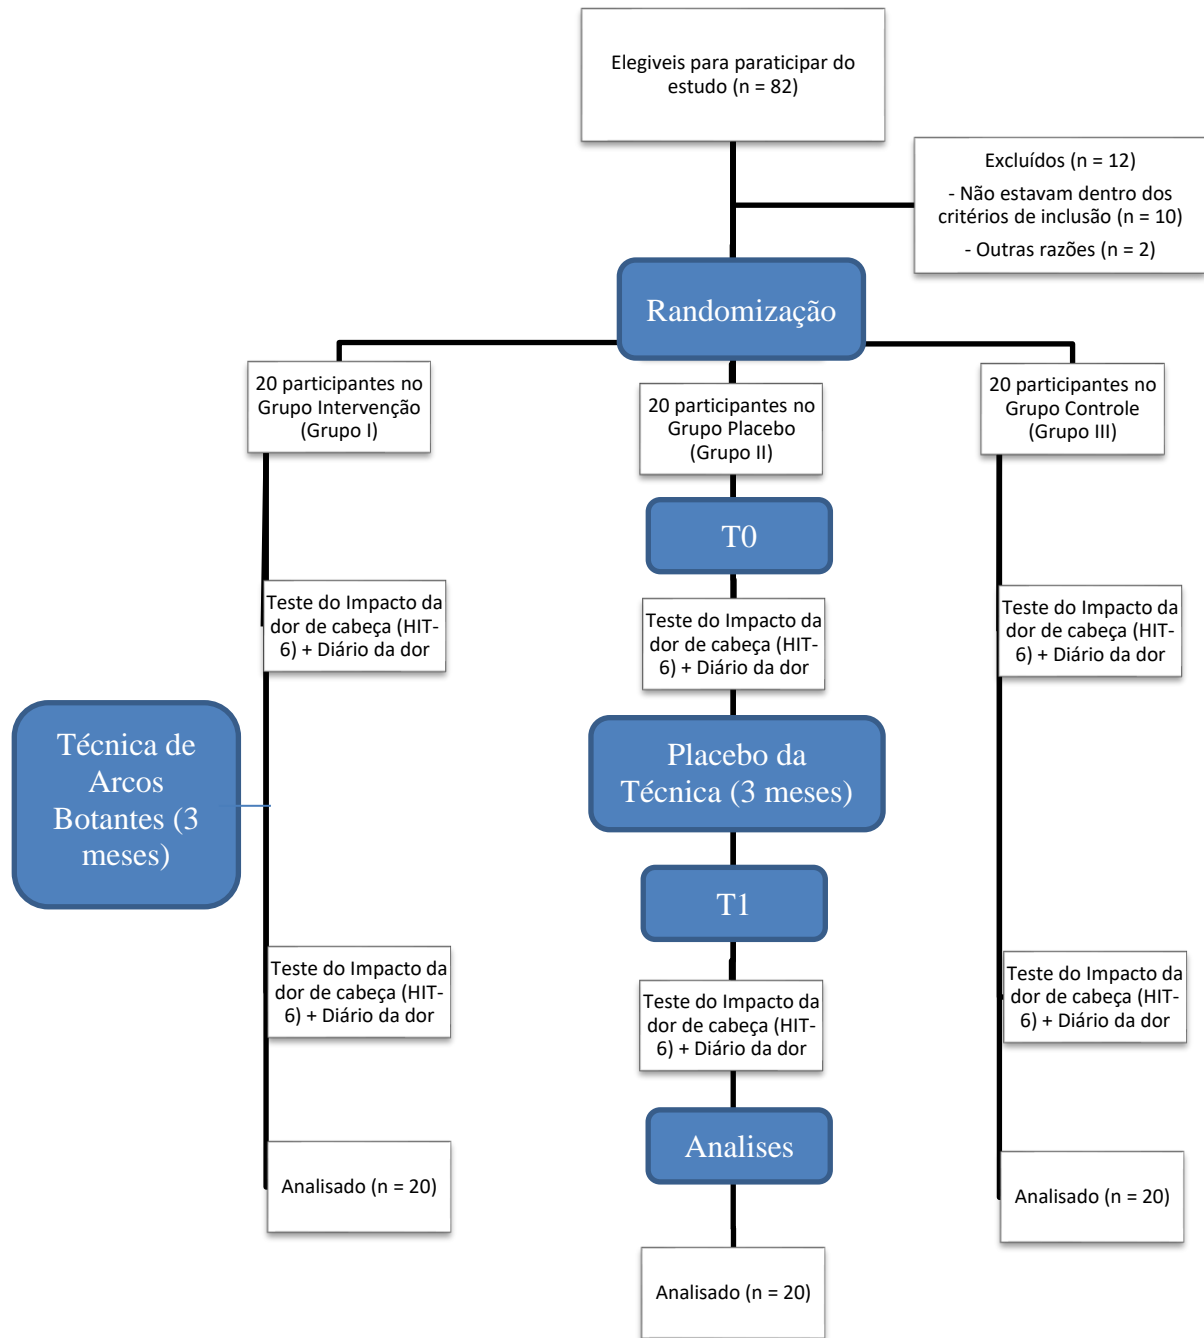 Elegiveis para paraticipar do
estudo (n = 82)
Excluídos (n = 12)
- Não estavam dentro dos
critérios de inclusão (n = 10)
- Outras razões (n = 2)
Randomização
20 participantes no
Grupo Intervenção
(Grupo I)
20 participantes no
Grupo Placebo
(Grupo II)
20 participantes no
Grupo Controle
(Grupo III)
T0
Teste do Impacto da
dor de cabeça (HIT-
6) + Diário da dor
Teste do Impacto da
dor de cabeça (HIT-
6) + Diário da dor
Teste do Impacto da
dor de cabeça (HIT-
6) + Diário da dor
Técnica de
Arcos
Botantes (3
meses)
Placebo da
Técnica (3 meses)
T1
Teste do Impacto da
dor de cabeça (HIT-
6) + Diário da dor
Teste do Impacto da
dor de cabeça (HIT-
6) + Diário da dor
Teste do Impacto da
dor de cabeça (HIT-
6) + Diário da dor
Analises
Analisado (n = 20)
Analisado (n = 20)
Analisado (n = 20)